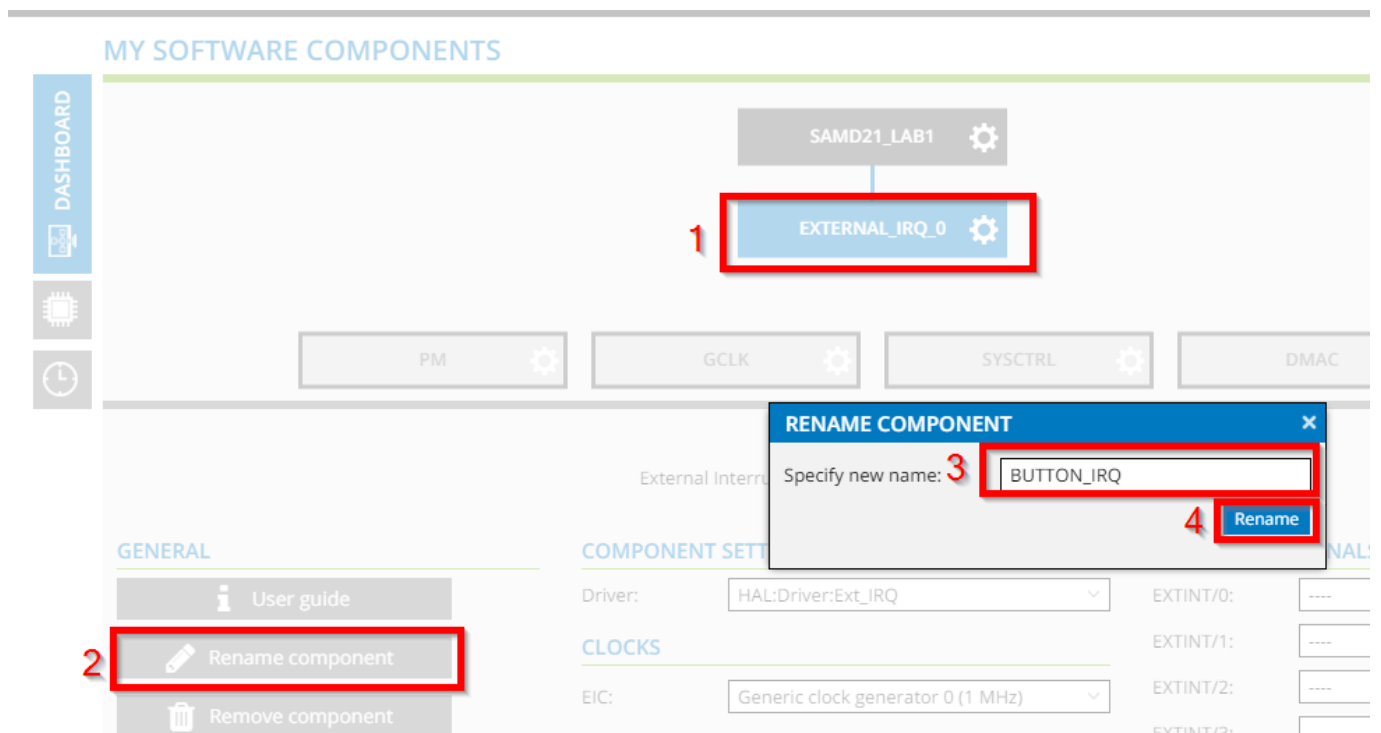 MY SOFTWARE COMPONENTS
DASHBOARD
SAMD21_LAB1
1
EXTERNAL_IRQ_0
PM
GCLK
SYSCTRL
DMAC
RENAME COMPONENT ×
External Interru
Specify new name: 3 BUTTON_IRQ
4 Rename
GENERAL
COMPONENT SETT
NALS
User guide
Driver: HAL:Driver:Ext_IRQ
EXTINT/0: ----
2 Rename component
CLOCKS
EXTINT/1: ----
EIC: Generic clock generator 0 (1 MHz)
EXTINT/2: ----
Remove component
EXTINT/3: